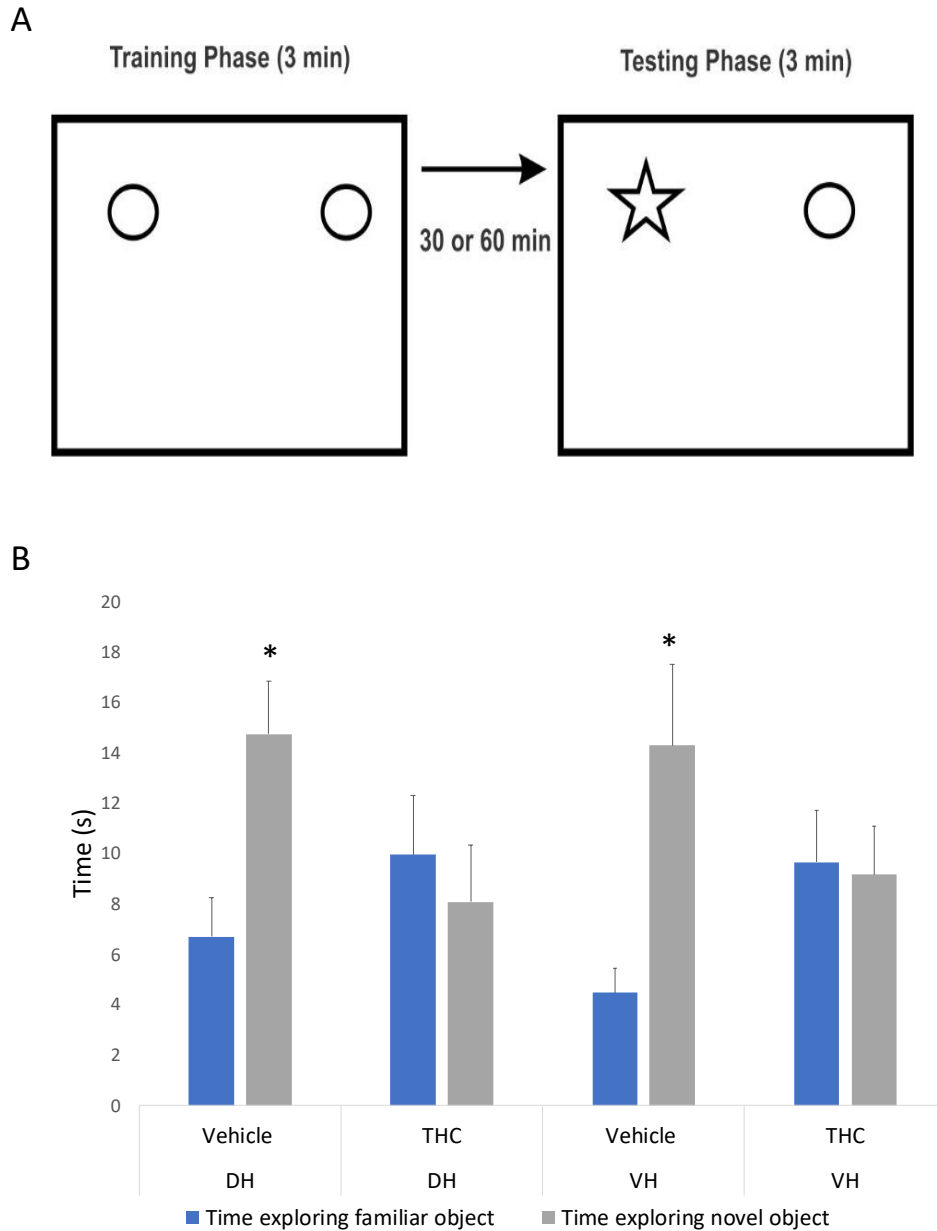 A
Training Phase (3 min)
Testing Phase (3 min)
30 or 60 min
B
20
18
16
14
12
10
8
6
4
2
0
Time (s)
*
*
Vehicle
THC
Vehicle
THC
DH
DH
VH
VH
Time exploring familiar object
Time exploring novel object